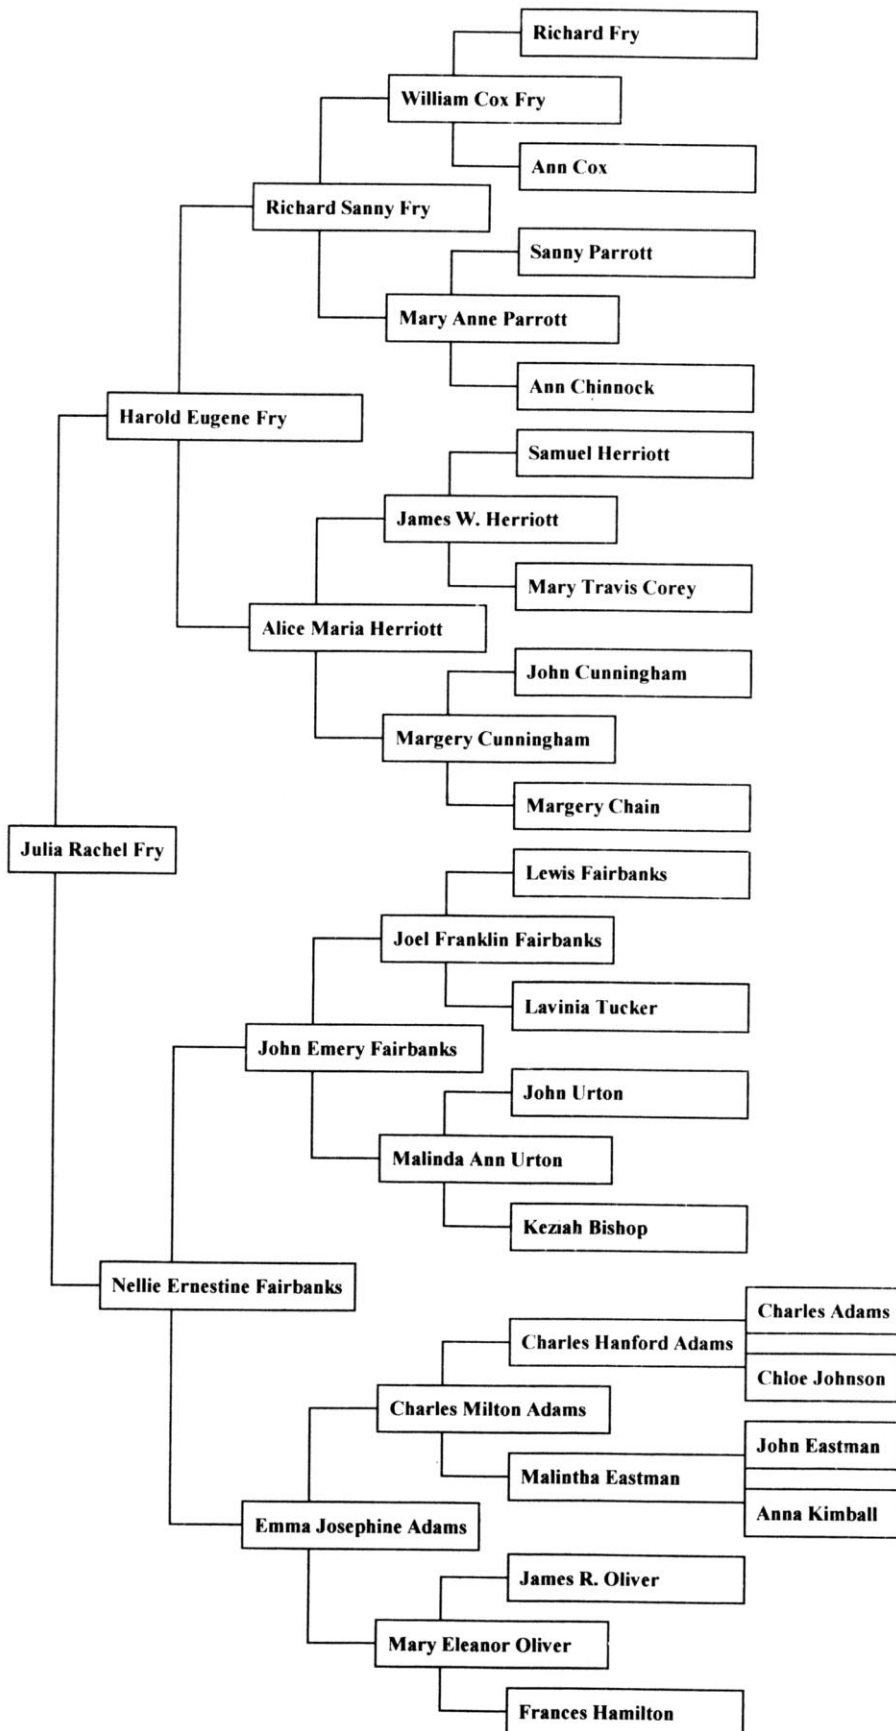 Richard Fry
William Cox Fry
Ann Cox
Richard Sanny Fry
Sanny Parrott
Mary Anne Parrott
Ann Chinnock
Harold Eugene Fry
Samuel Herriott
James W. Herriott
Mary Travis Corey
Alice Maria Herriott
John Cunningham
Margery Cunningham
Margery Chain
Julia Rachel Fry
Lewis Fairbanks
Joel Franklin Fairbanks
Lavinia Tucker
John Emery Fairbanks
John Urton
Malinda Ann Urton
Keziah Bishop
Nellie Ernestine Fairbanks
Charles Adams
Charles Hanford Adams
Chloe Johnson
Charles Milton Adams
John Eastman
Malintha Eastman
Anna Kimball
Emma Josephine Adams
James R. Oliver
Mary Eleanor Oliver
Frances Hamilton